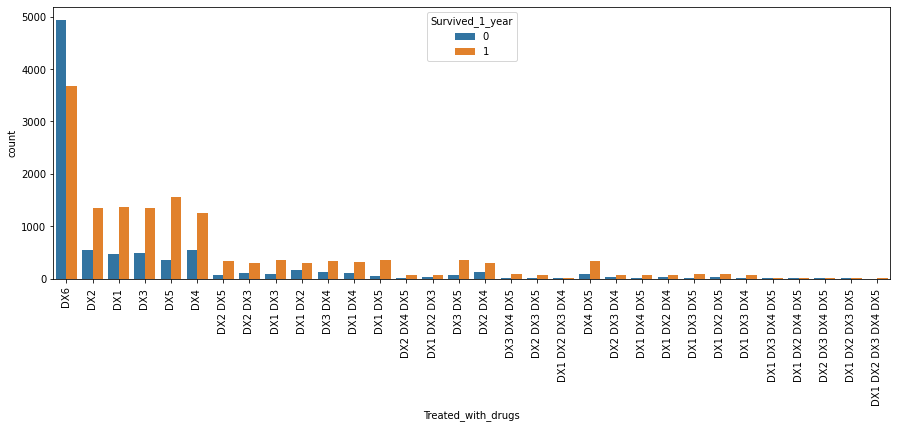 Survived_1_year
0
1
count
5000
4000
3000
2000
1000
0
DX6
DX2
DX1
DX3
DX5
DX4
DX2 DX5
DX2 DX3
DX1 DX3
DX1 DX2
DX3 DX4
DX1 DX4
DX1 DX5
DX2 DX4 DX5
DX1 DX2 DX3
DX3 DX5
DX2 DX4
DX3 DX4 DX5
DX2 DX3 DX5
DX1 DX2 DX3 DX4
DX4 DX5
DX2 DX3 DX4
DX1 DX4 DX5
DX1 DX2 DX4
DX1 DX3 DX5
DX1 DX2 DX5
DX1 DX3 DX4
DX1 DX3 DX4 DX5
DX1 DX2 DX4 DX5
DX2 DX3 DX4 DX5
DX1 DX2 DX3 DX5
DX1 DX2 DX3 DX4 DX5
Treated_with_drugs